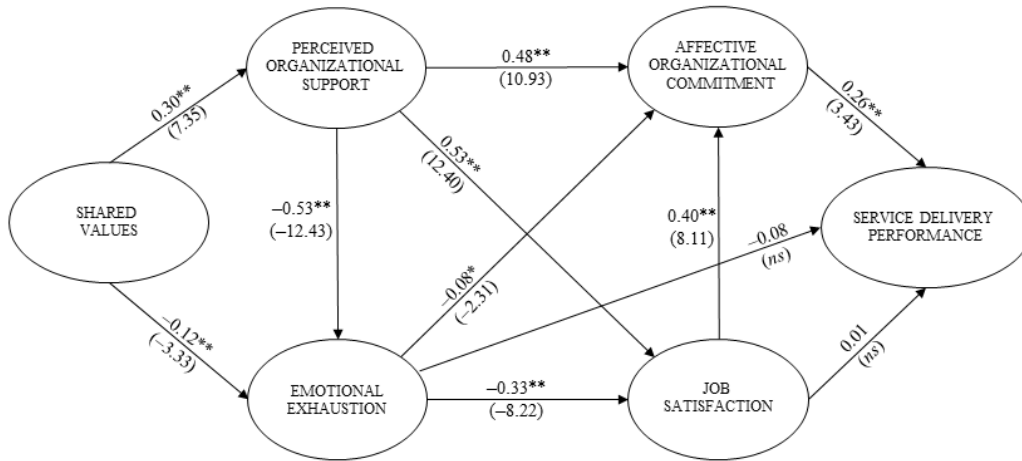 PERCEIVED
ORGANIZATIONAL
SUPPORT
AFFECTIVE
ORGANIZATIONAL
COMMITMENT
0.48**
(10.93)
0.30**
(7.35)
0.26**
(3.43)
0.53**
(12.40)
SHARED
VALUES
–0.53**
(–12.43)
0.40**
(8.11)
SERVICE DELIVERY
PERFORMANCE
–0.08
(ns)
–0.08*
(–2.31)
–0.12**
(–3.33)
0.01
(ns)
EMOTIONAL
EXHAUSTION
–0.33**
(–8.22)
JOB
SATISFACTION